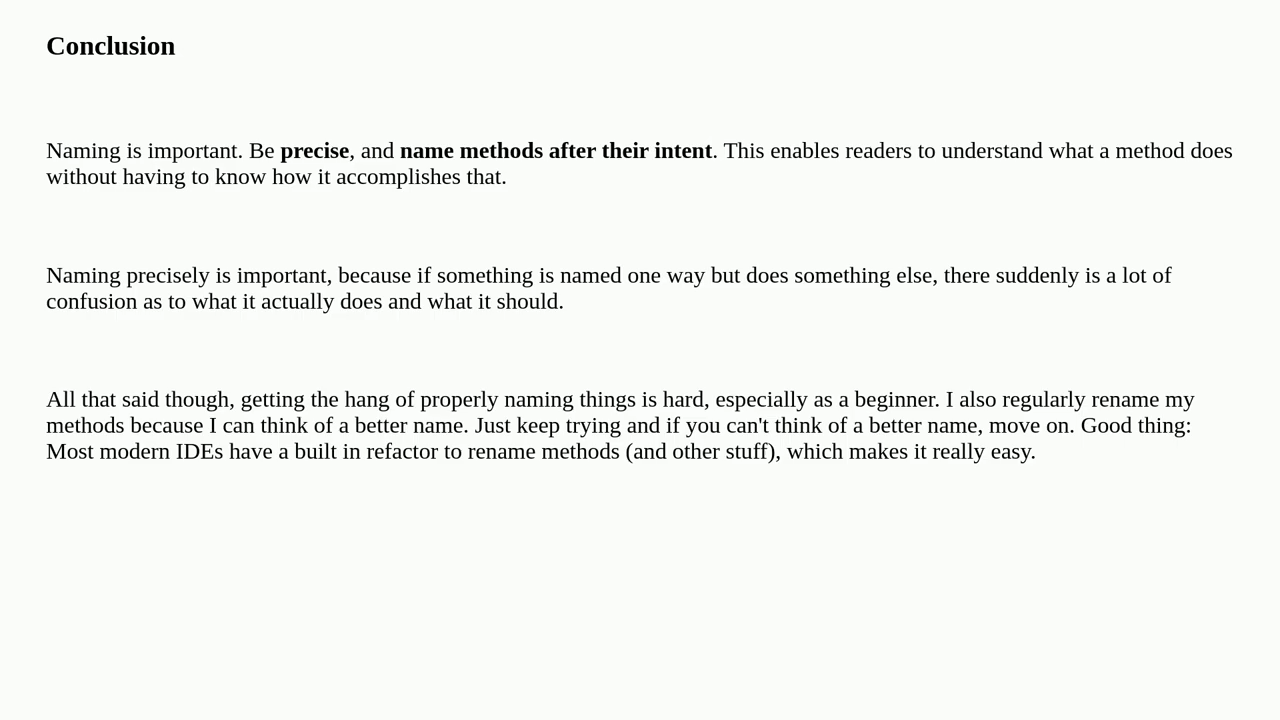 Conclusion
Naming is important. Be precise, and name methods after their intent. This enables readers to understand what a method does
without having to know how it accomplishes that.
Naming precisely is important, because if something is named one way but does something else, there suddenly is a lot of
confusion as to what it actually does and what it should.
All that said though, getting the hang of properly naming things is hard, especially as a beginner. I also regularly rename my
methods because I can think of a better name. Just keep trying and if you can't think of a better name, move on. Good thing:
Most modern IDEs have a built in refactor to rename methods (and other stuff), which makes it really easy.